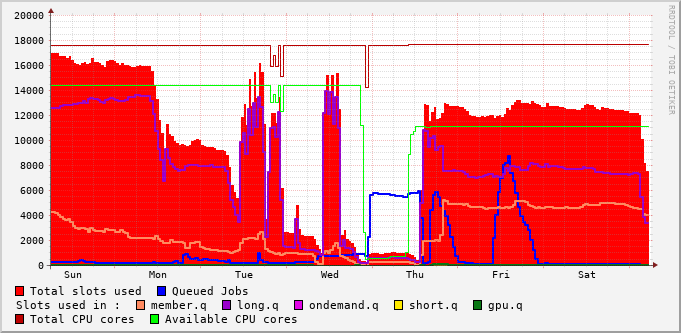 RRDTOOL / TOBI OETIKER
20000
18000
16000
14000
12000
10000
8000
6000
4000
2000
0
Sun Mon Tue Wed Thu Fri Sat
Total slots used Queued Jobs
Slots used in : member.q long.q ondemand.q short.q gpu.q
Total CPU cores Available CPU cores